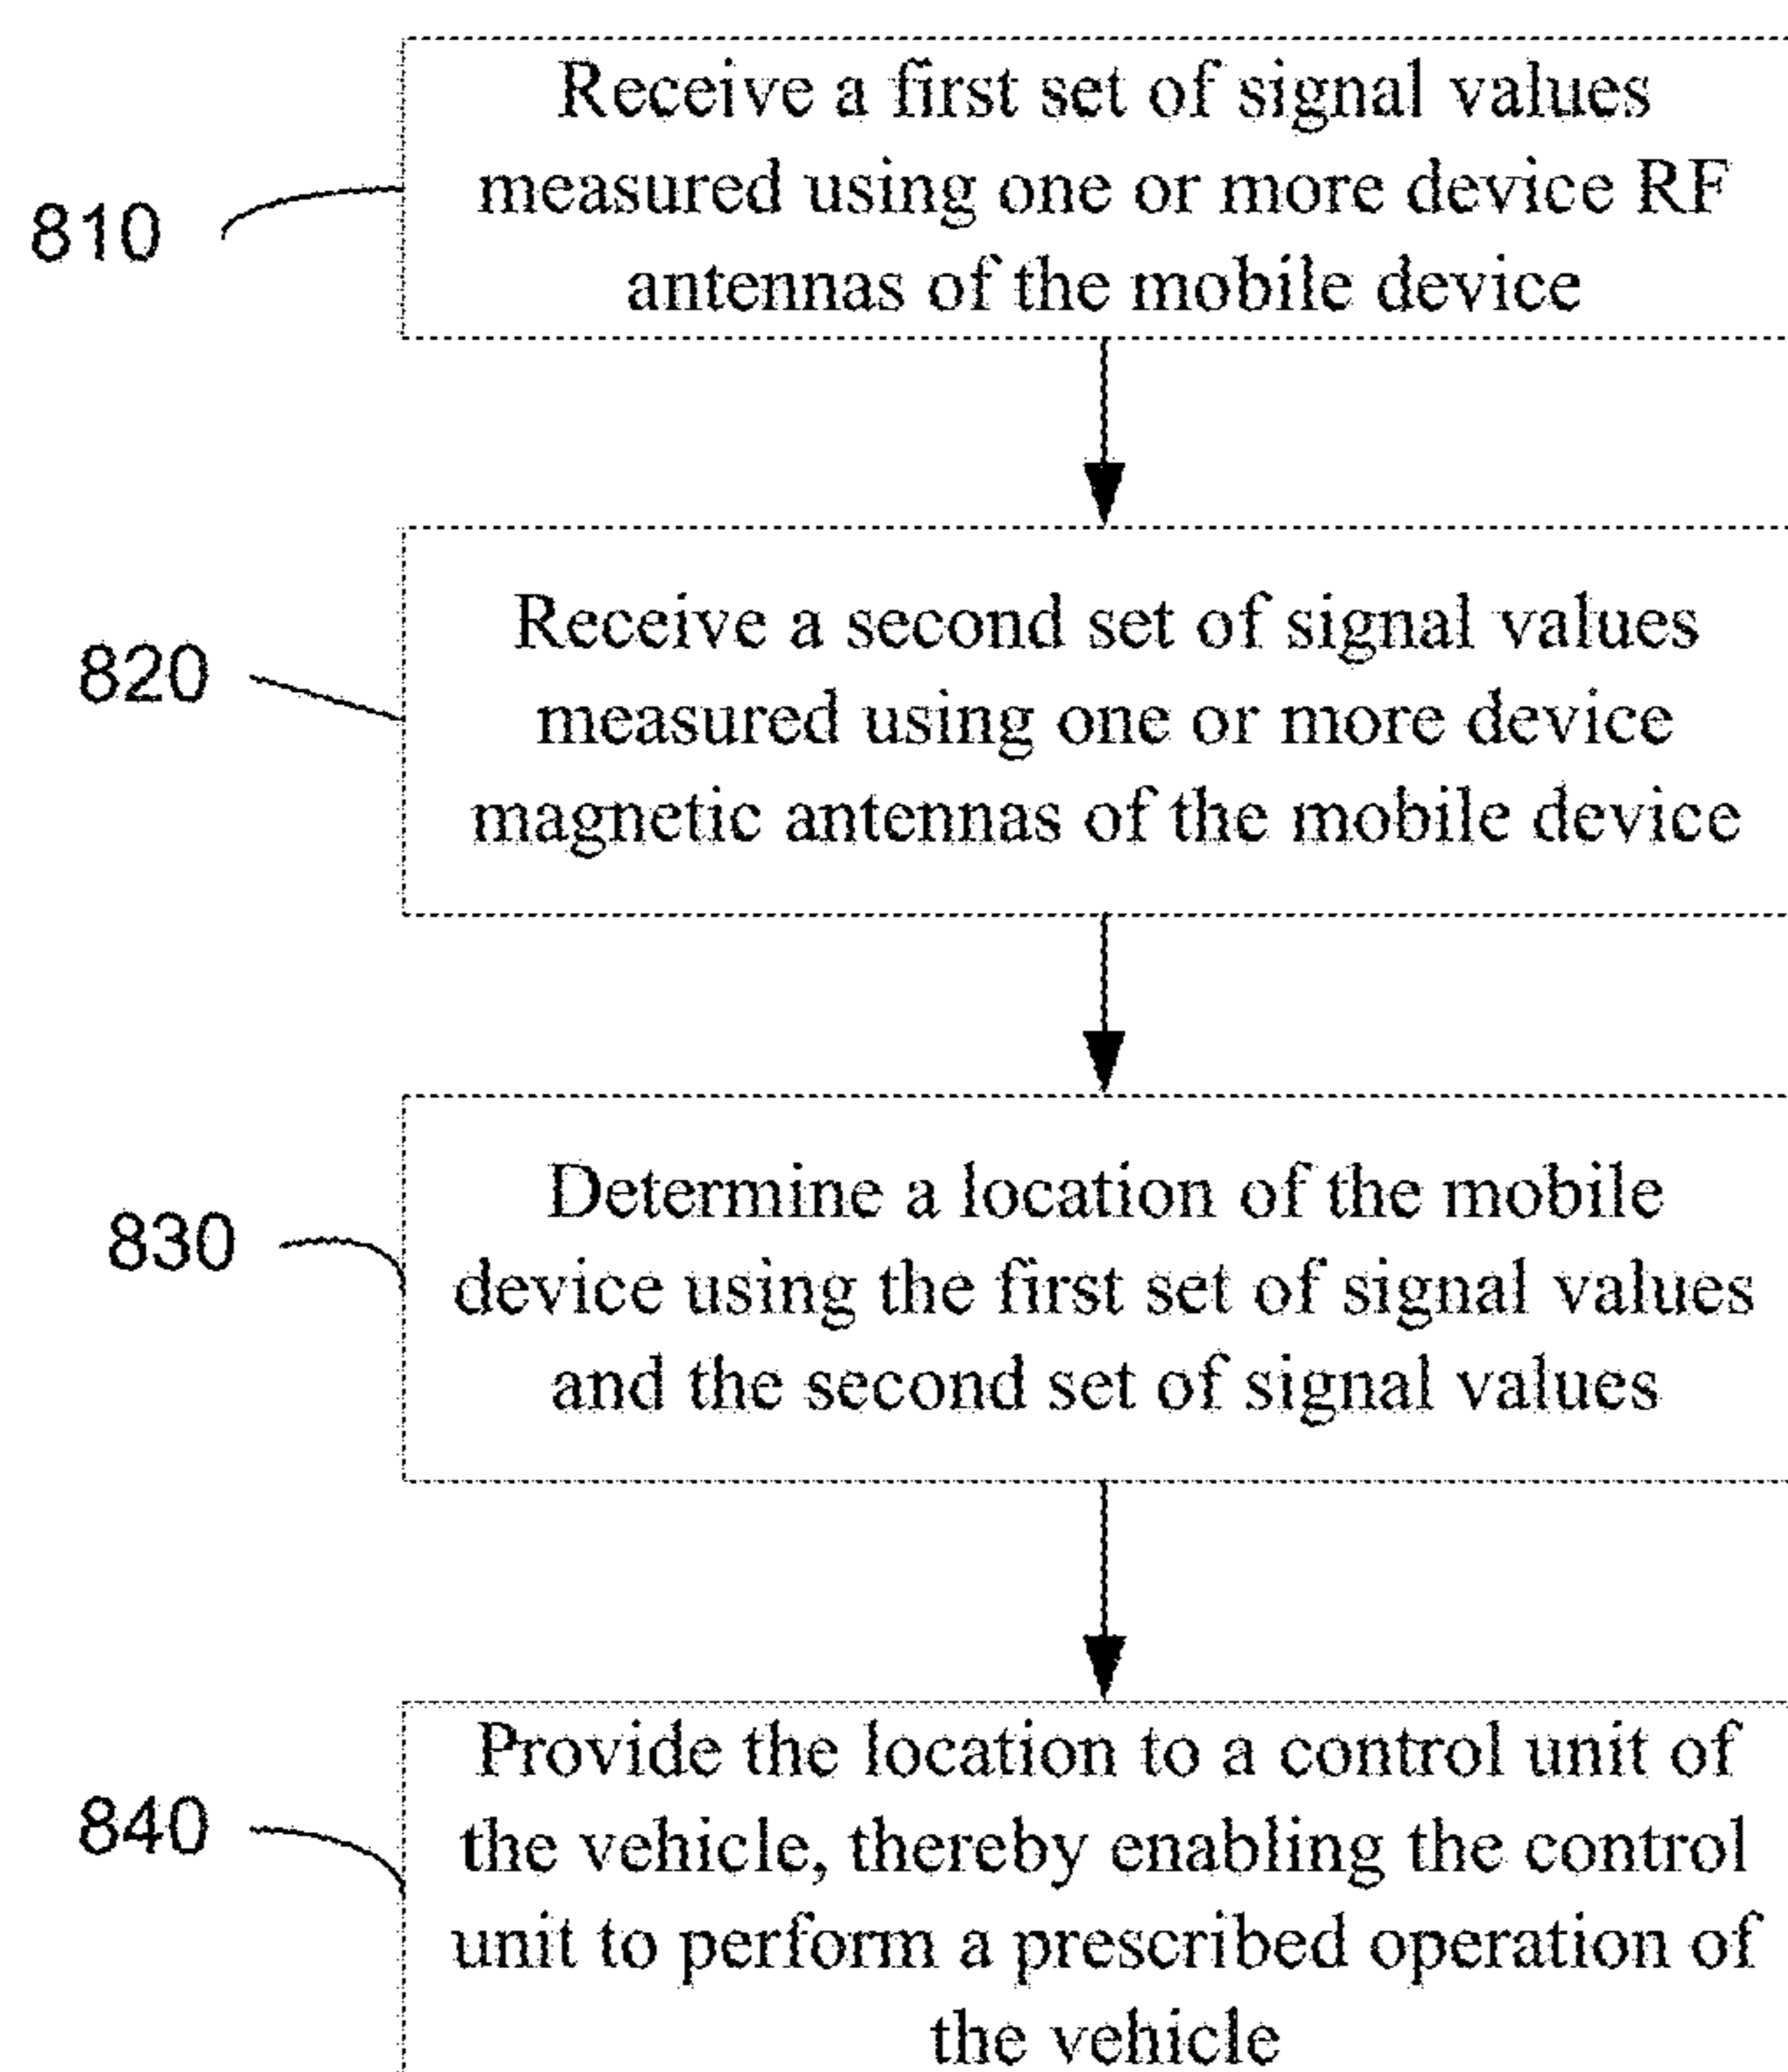 Receive a first set of signal values
measured using one or more device RF
antennas of the mobile device
810
Receive a second set of signal values
measured using one or more device
magnetic antennas of the mobile device
820
Determine a location of the mobile
device using the first set of signal values
and the second set of signal values
830
Provide the location to a control unit of
the vehicle, thereby enabling the control
unit to perform a prescribed operation of
the vehicle
840